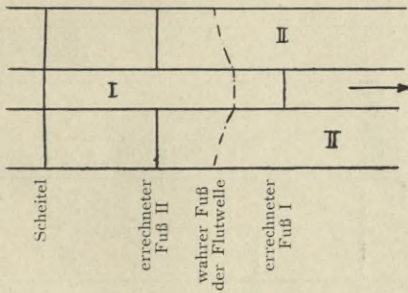 II
I
II
Scheitel
errechneter
Fuß II
wahrer Fuß
der Flutwelle
errechneter
Fuß I